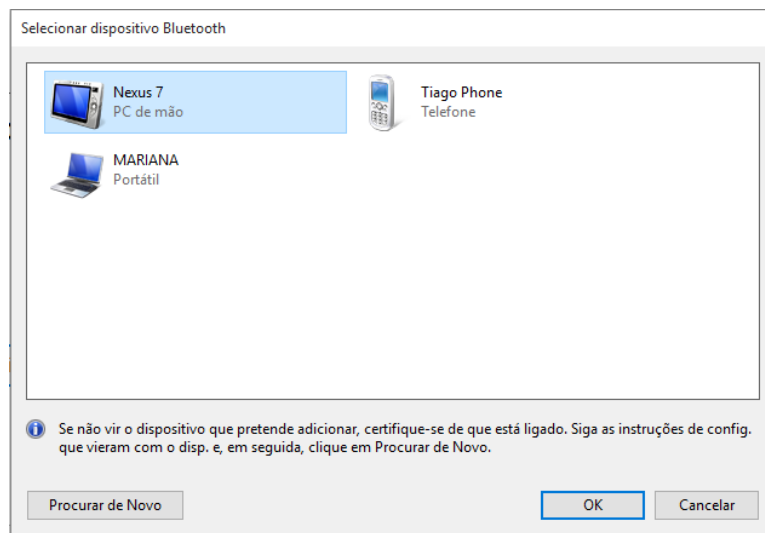 Selecionar dispositivo Bluetooth
Nexus 7
PC de mão
Tiago Phone
Telefone
MARIANA
Portátil
Se não vir o dispositivo que pretende adicionar, certifique-se de que está ligado. Siga as instruções de config.
que vieram com o disp. e, em seguida, clique em Procurar de Novo.
Procurar de Novo
OK
Cancelar